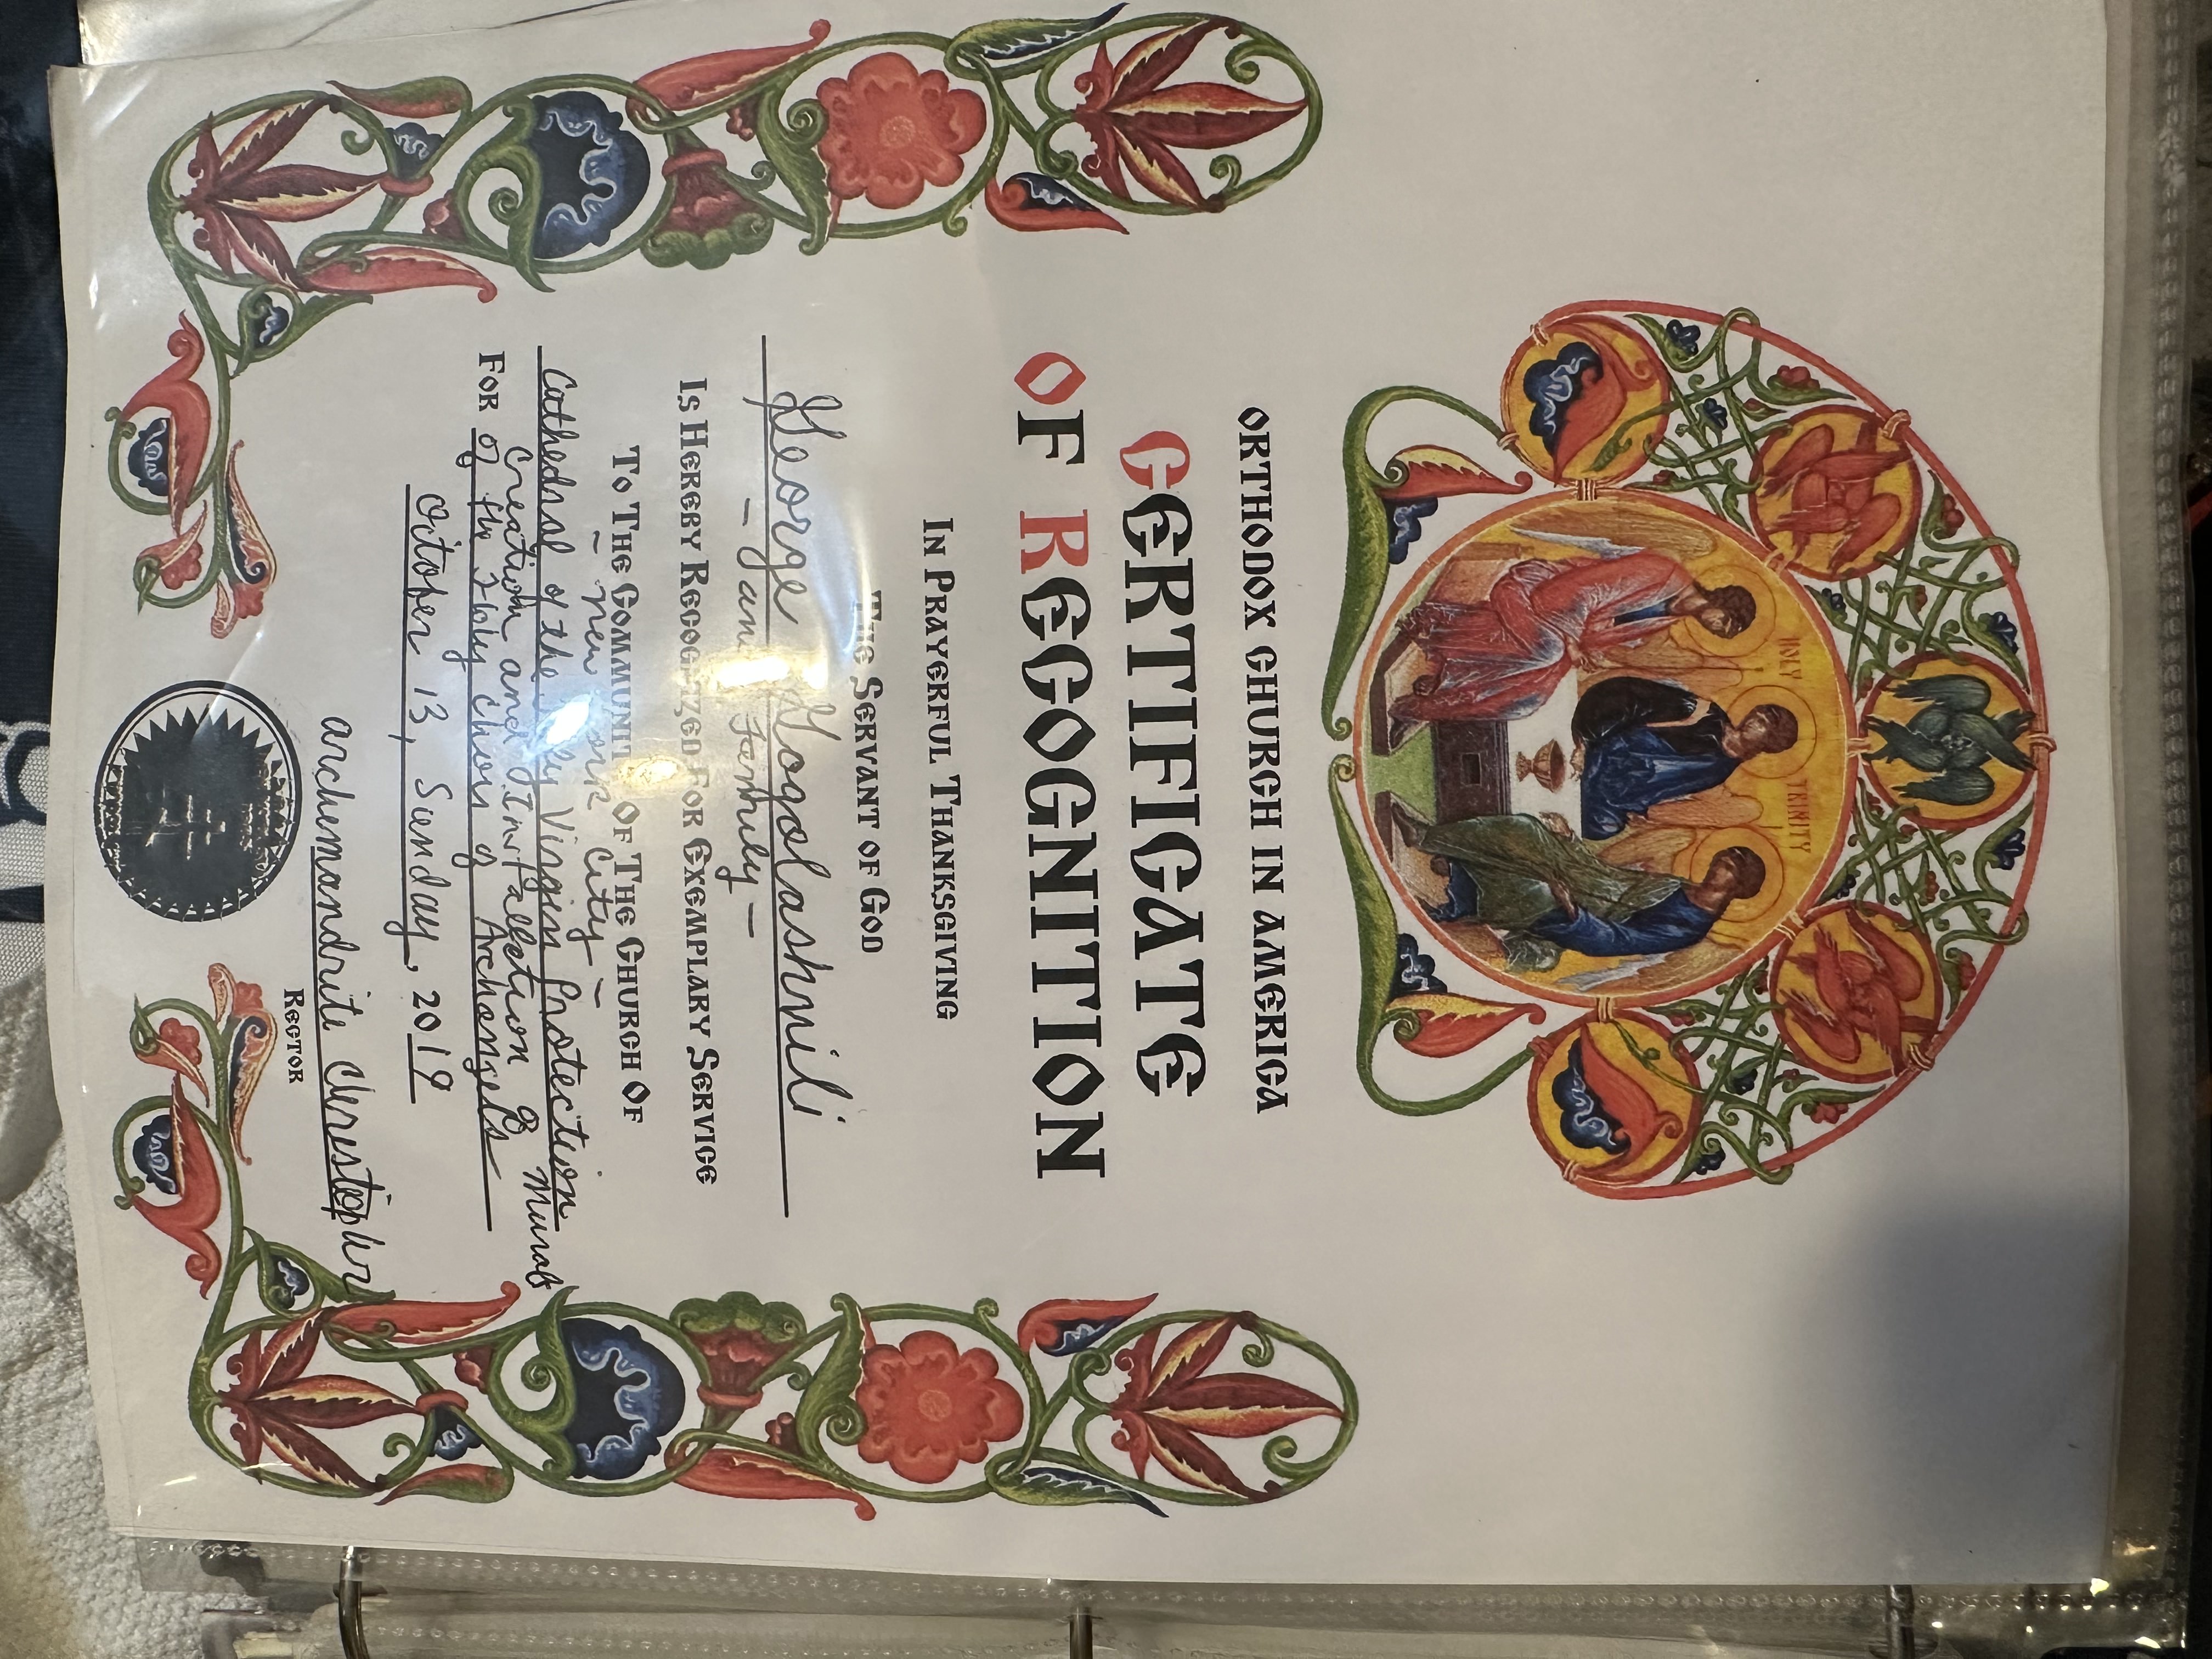 HOLY TRINITY
ORTHODOX CHURCH IN AMERICA
CERTIFICATE
OF RECOGNITION
IN PRAYERFUL THANKSGIVING
THE SERVANT OF GOD
George Gogolashvili
- and Family -
IS HEREBY RECOGNIZED FOR EXEMPLARY SERVICE
TO THE COMMUNITY OF THE CHURCH OF
- New York City -
Cathedral of the Holy Virgin Protection
Creation and Installation of Murals
FOR of the Holy Choir of Archangels
October 13, Sunday, 2019
Archemandrite Christopher
RECTOR